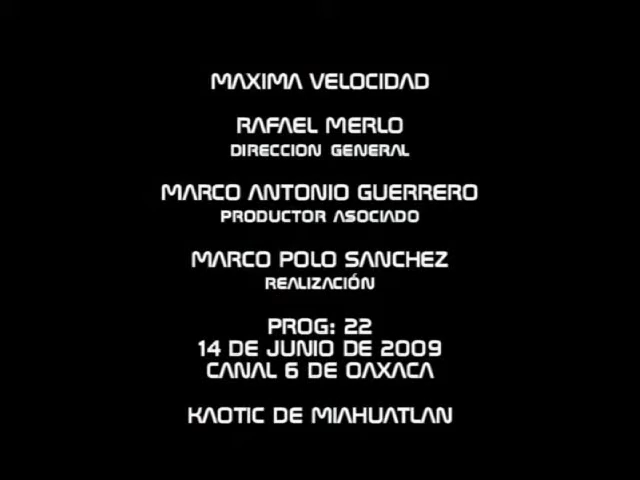 MAXIMA VELOCIDAD
RAFAEL MERLO
DIRECCION GENERAL
MARCO ANTONIO GUERRERO
PRODUCTOR ASOCIADO
MARCO POLO SANCHEZ
REALIZACIÓN
PROG: 22
14 DE JUNIO DE 2009
CANAL 6 DE OAXACA
KAOTIC DE MIAHUATLAN